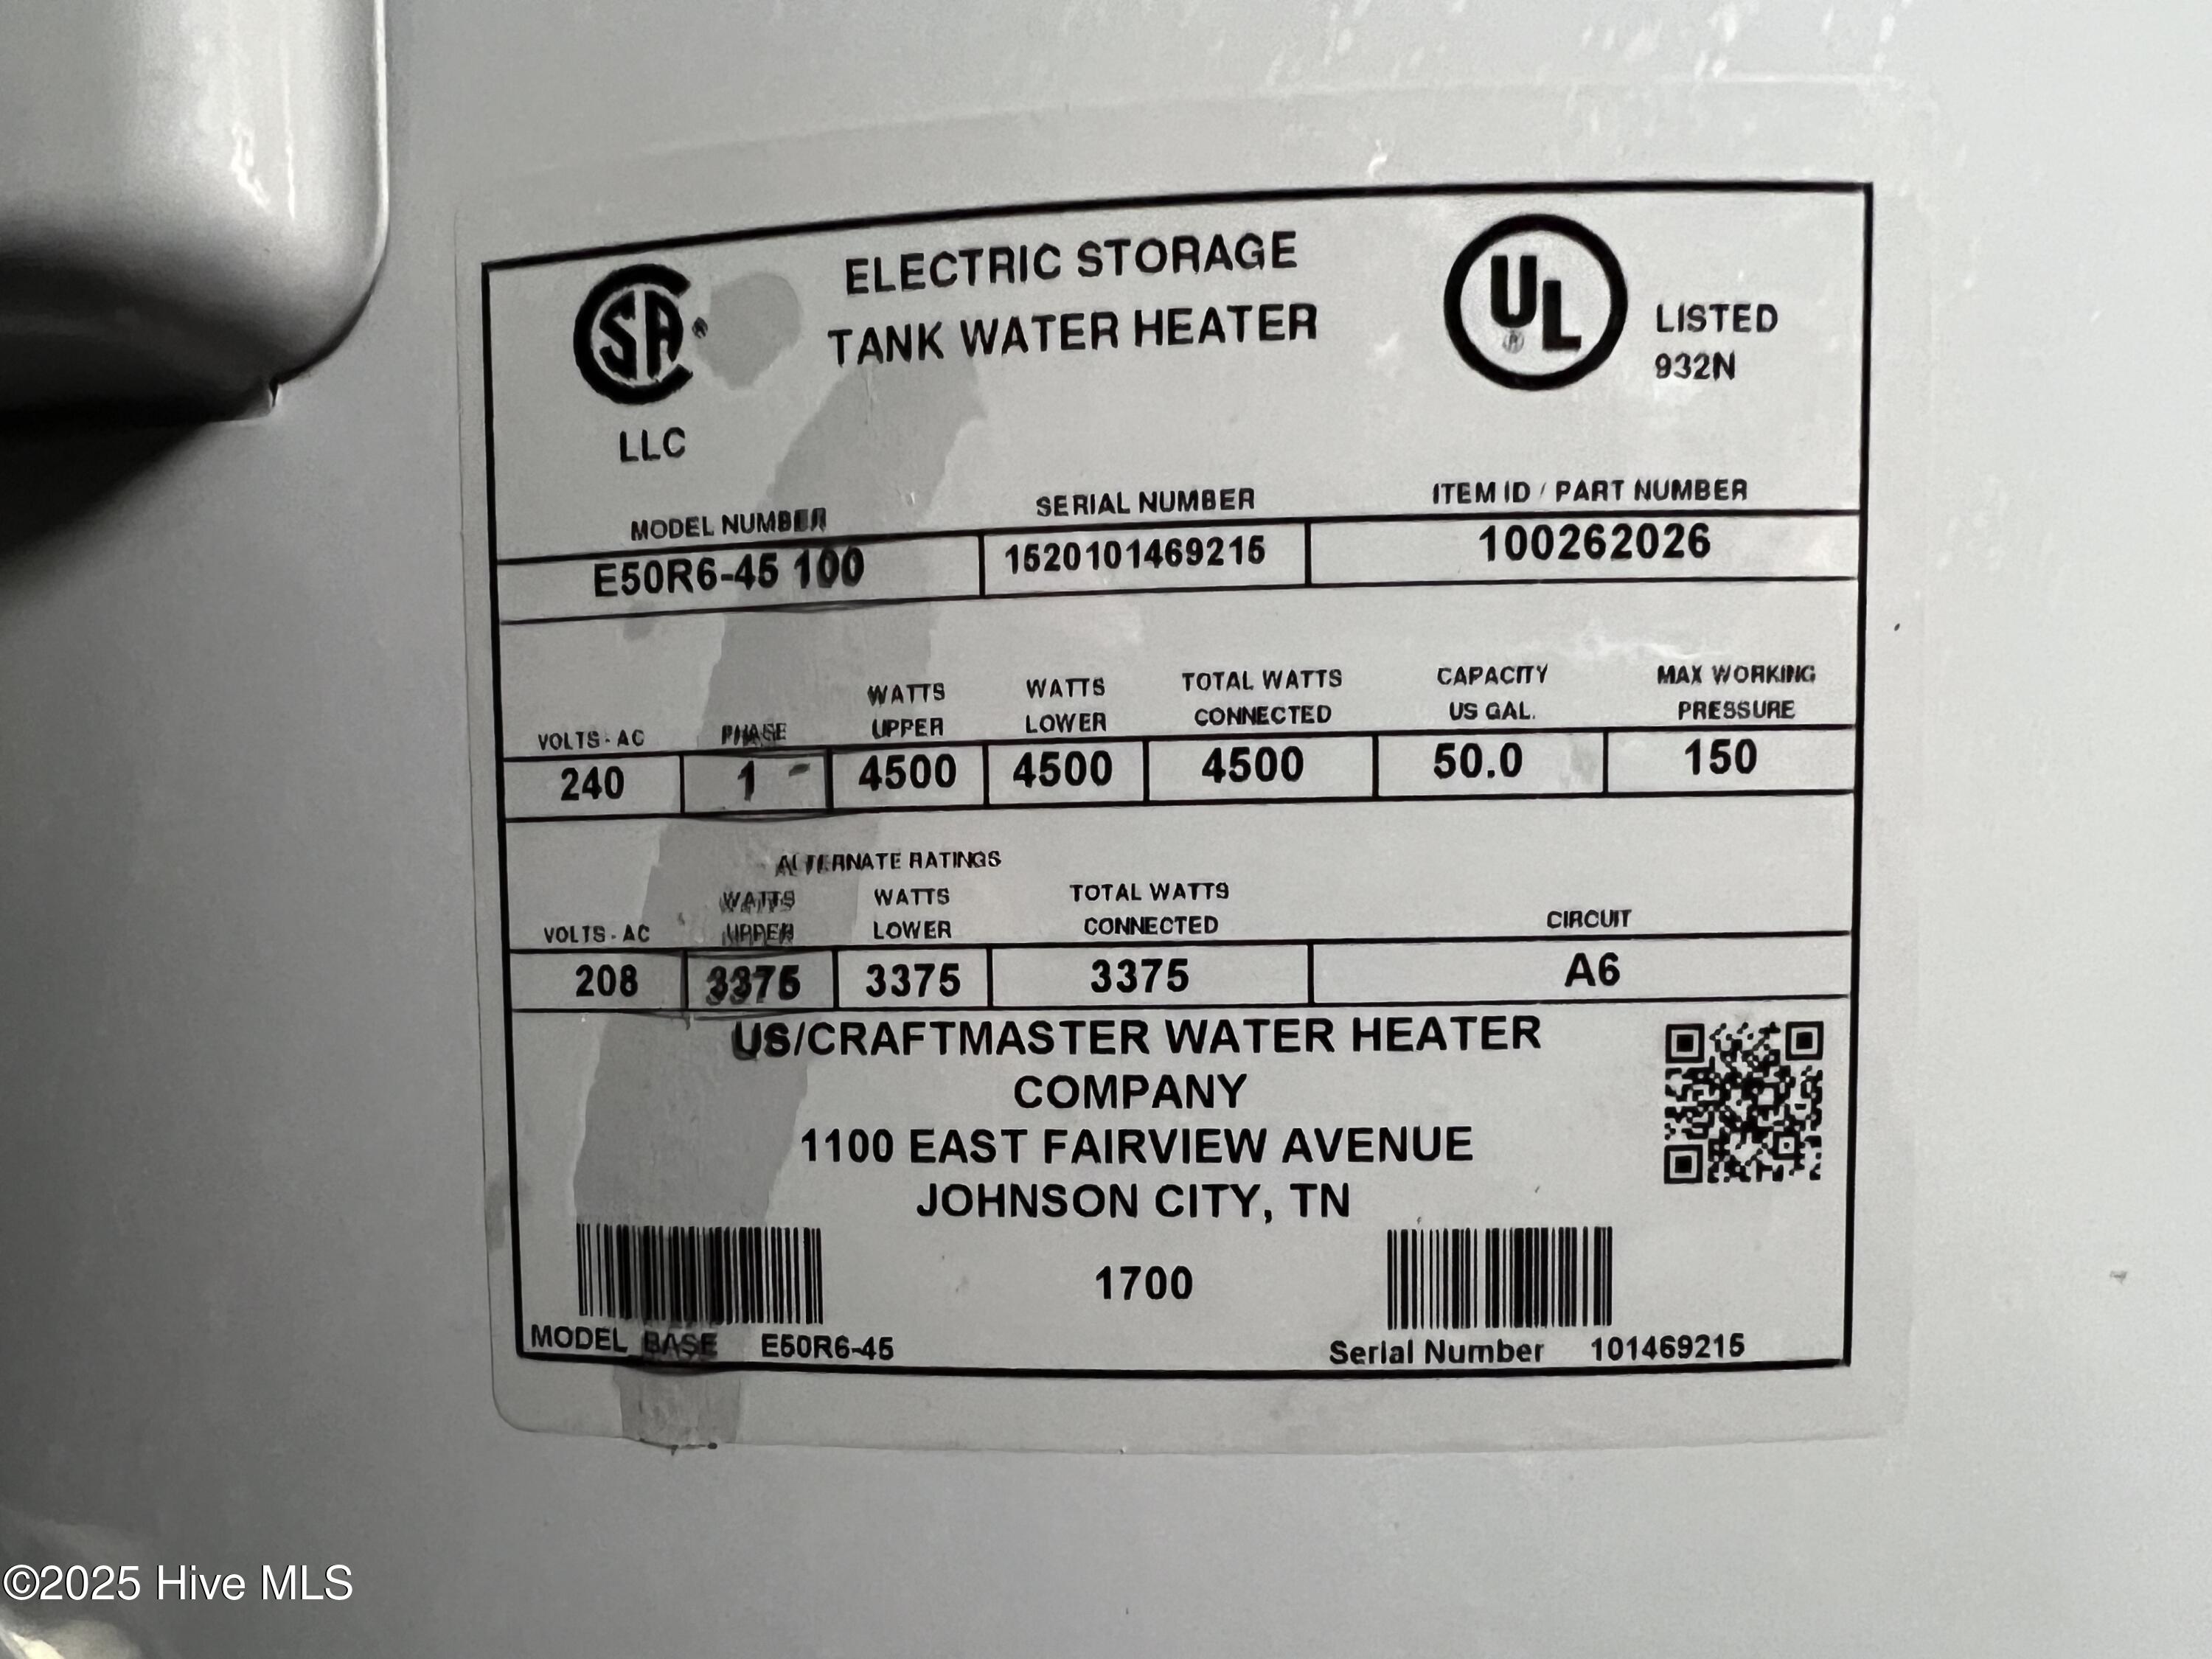 ELECTRIC STORAGE
TANK WATER HEATER
SA ®
LLC
UL ®
LISTED
932N
MODEL NUMBER SERIAL NUMBER ITEM ID / PART NUMBER
E50R6-45 100 1520101469215 100262026
VOLTS - AC PHASE WATTS UPPER WATTS LOWER TOTAL WATTS CONNECTED CAPACITY US GAL. MAX WORKING PRESSURE
240 1 - 4500 4500 4500 50.0 150
ALTERNATE RATINGS
VOLTS - AC WATTS UPPER WATTS LOWER TOTAL WATTS CONNECTED CIRCUIT
208 3375 3375 3375 A6
US/CRAFTMASTER WATER HEATER
COMPANY
1100 EAST FAIRVIEW AVENUE
JOHNSON CITY, TN
1700
MODEL BASE E50R6-45
Serial Number 101469215
©2025 Hive MLS